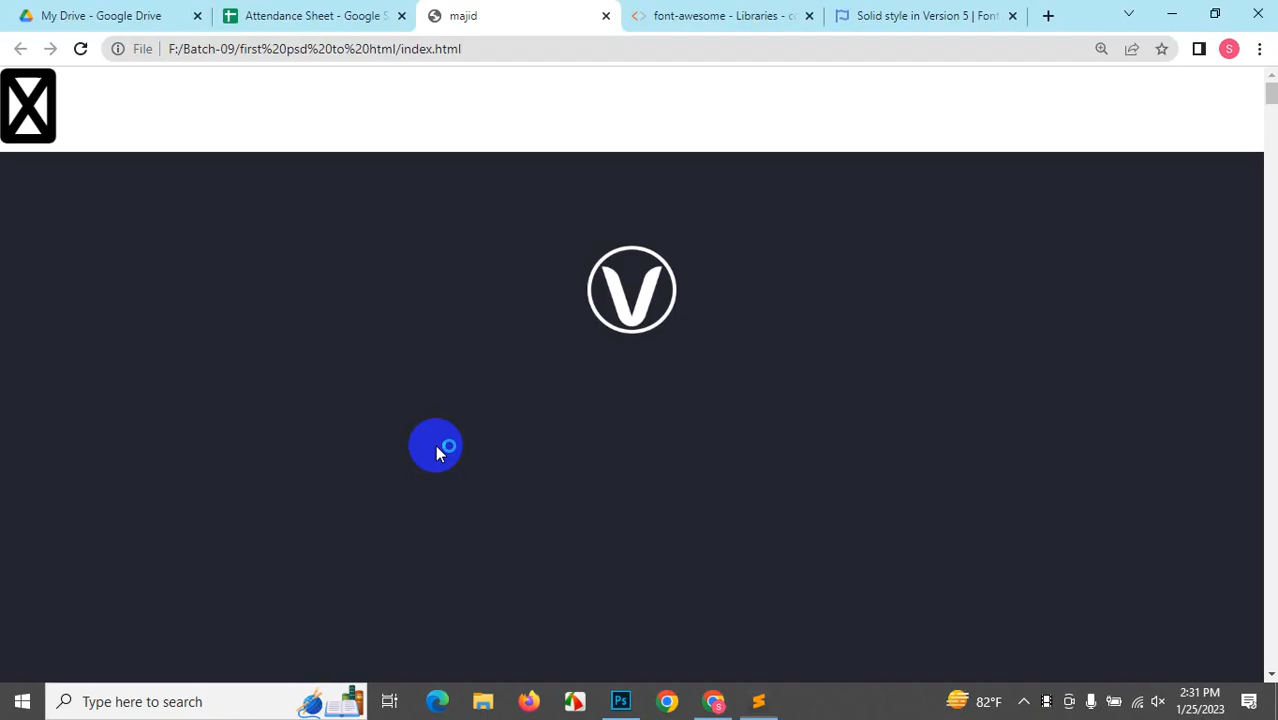 My Drive - Google Drive
Attendance Sheet - Google S
majid
font-awesome - Libraries - c
Solid style in Version 5 | Font
File
F:/Batch-09/first%20psd%20to%20html/index.html
S
V
Type here to search
Ps
S
82°F
2:31 PM
1/25/2023